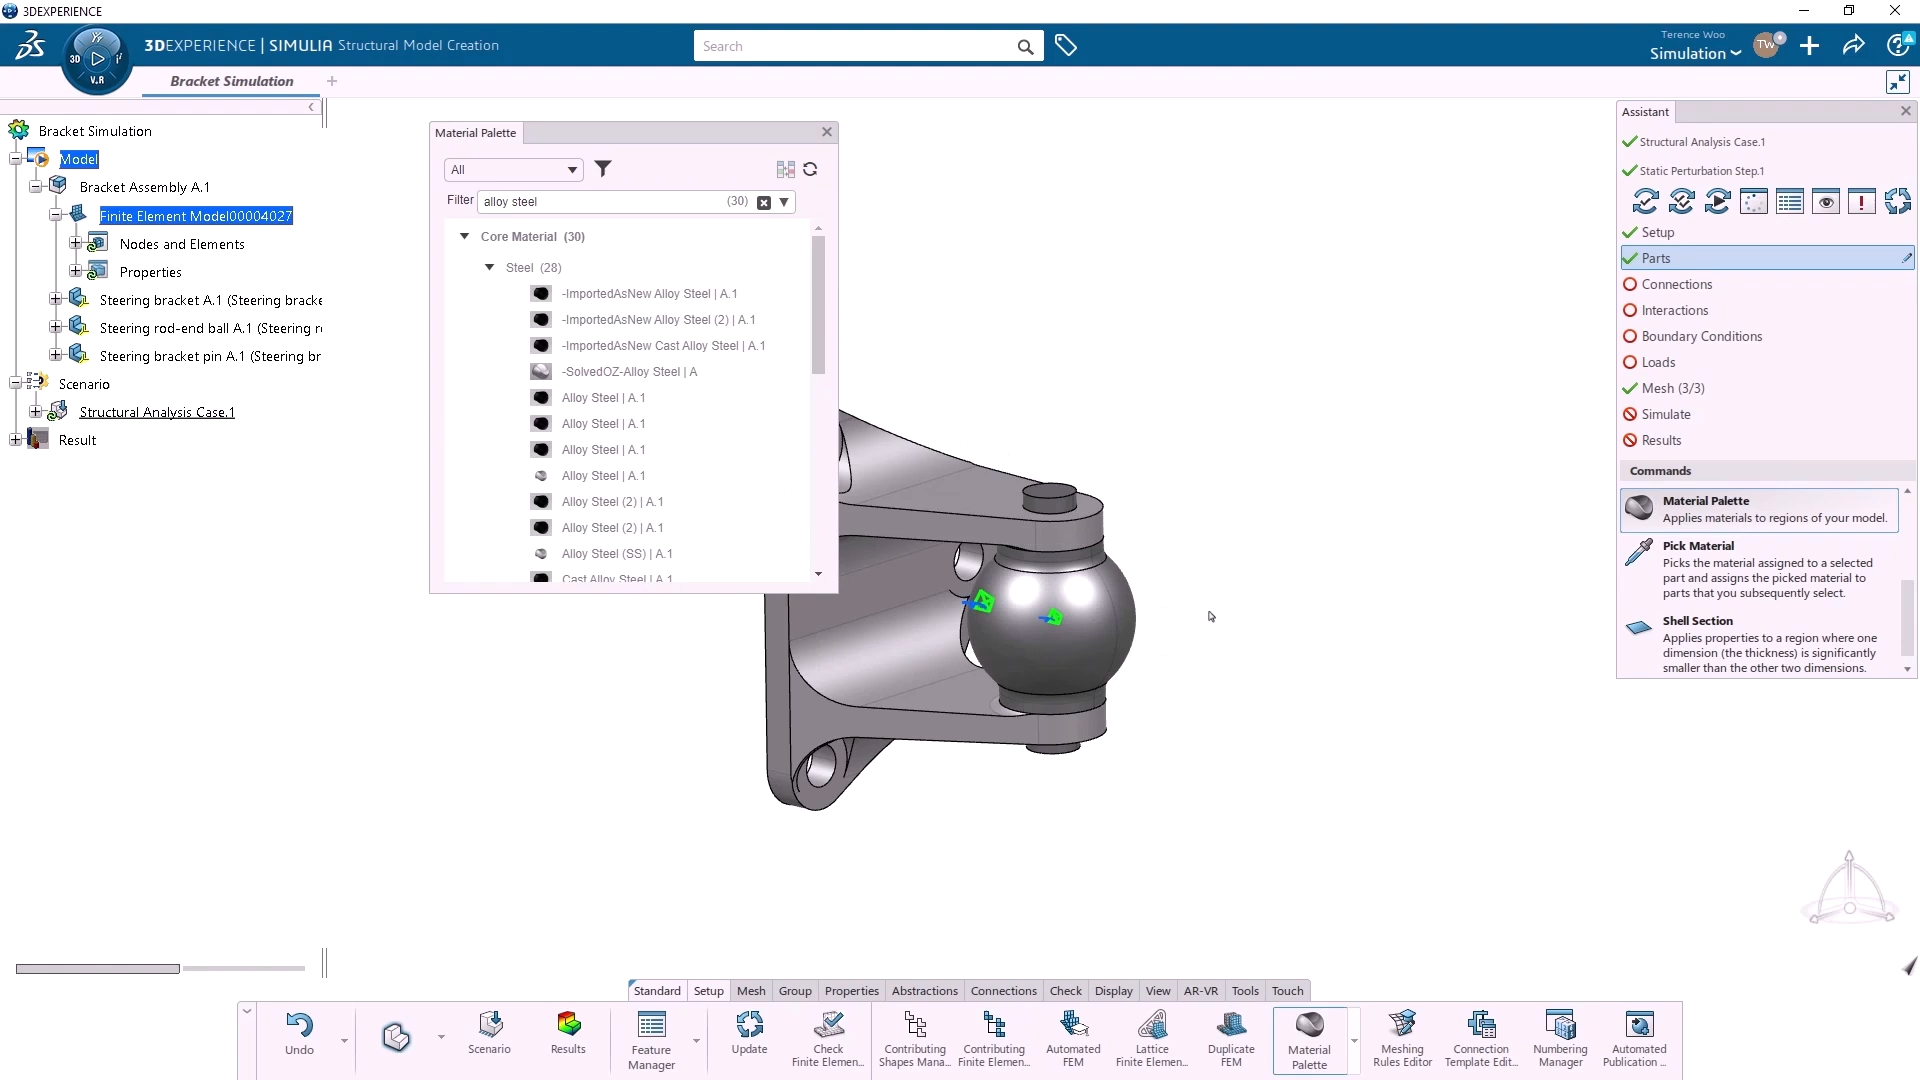 3DEXPERIENCE
3DEXPERIENCE | SIMULIA Structural Model Creation
Search
Terence Woo
Simulation
TW
3D
V.R
Bracket Simulation
Bracket Simulation
Model
Bracket Assembly A.1
Finite Element Model00004027
Nodes and Elements
Properties
Steering bracket A.1 (Steering bracke
Steering rod-end ball A.1 (Steering r
Steering bracket pin A.1 (Steering br
Scenario
Structural Analysis Case.1
Result
Material Palette
All
Filter
alloy steel
(30)
Core Material (30)
Steel (28)
-ImportedAsNew Alloy Steel | A.1
-ImportedAsNew Alloy Steel (2) | A.1
-ImportedAsNew Cast Alloy Steel | A.1
-SolvedOZ-Alloy Steel | A
Alloy Steel | A.1
Alloy Steel | A.1
Alloy Steel | A.1
Alloy Steel | A.1
Alloy Steel (2) | A.1
Alloy Steel (2) | A.1
Alloy Steel (SS) | A.1
Cast Alloy Steel | A.1
Assistant
Structural Analysis Case.1
Static Perturbation Step.1
Setup
Parts
Connections
Interactions
Boundary Conditions
Loads
Mesh (3/3)
Simulate
Results
Commands
Material Palette
Applies materials to regions of your model.
Pick Material
Picks the material assigned to a selected
part and assigns the picked material to
parts that you subsequently select.
Shell Section
Applies properties to a region where one
dimension (the thickness) is significantly
smaller than the other two dimensions.
Standard Setup Mesh Group Properties Abstractions Connections Check Display View AR-VR Tools Touch
Undo
Scenario
Results
Feature
Manager
Update
Check
Finite Elemen...
Contributing
Shapes Mana...
Contributing
Finite Elemen...
Automated
FEM
Lattice
Finite Elemen...
Duplicate
FEM
Material
Palette
Meshing
Rules Editor
Connection
Template Edit...
Numbering
Manager
Automated
Publication ...